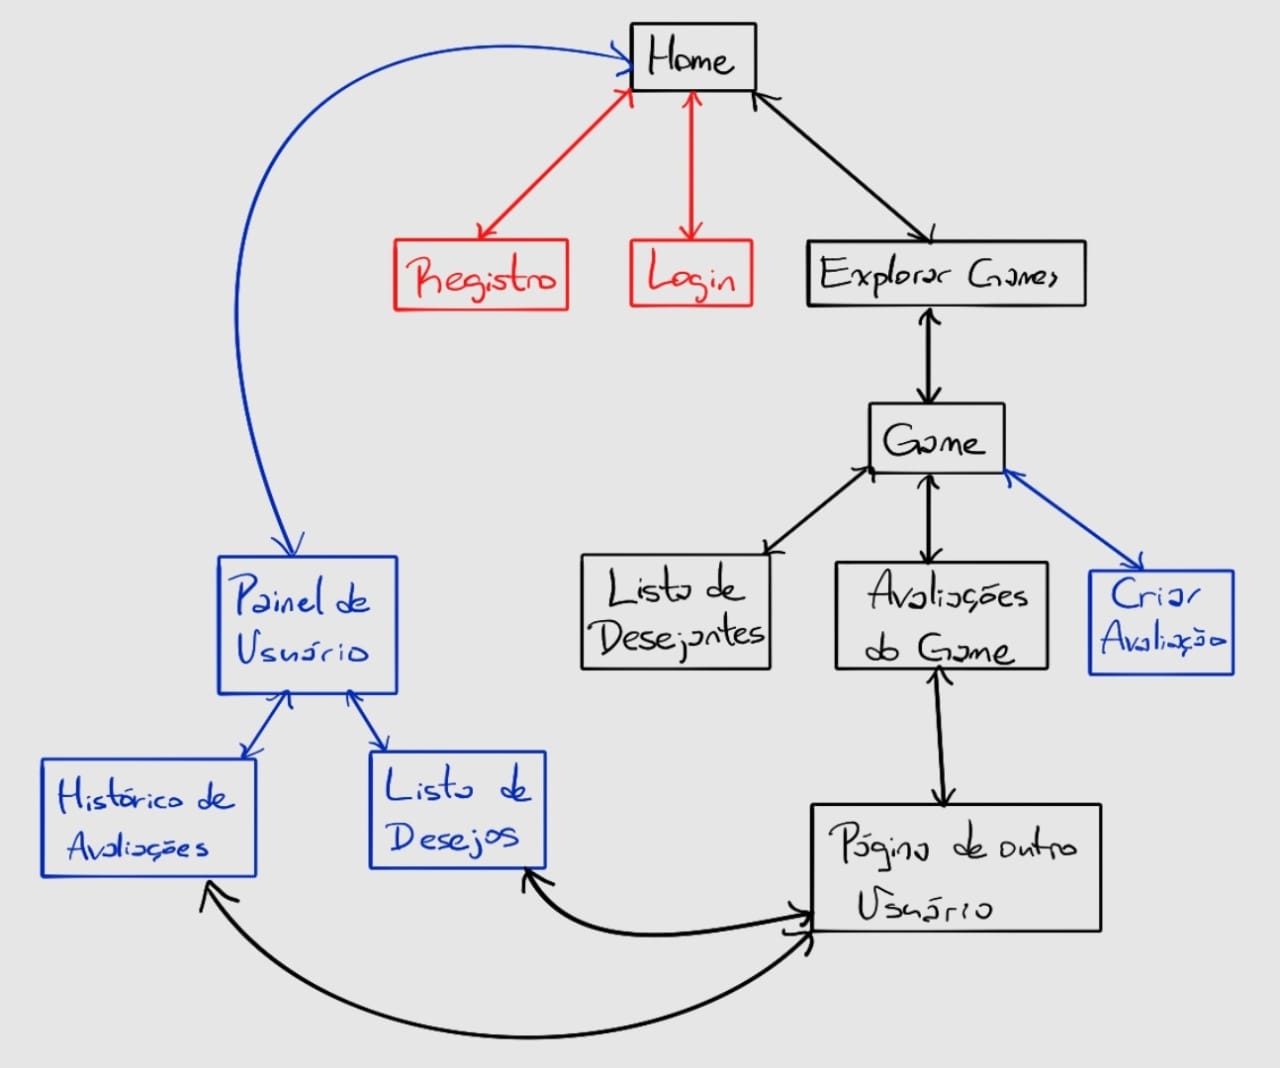 Home
Registro
Login
Explorar Games
Game
Painel de
Usuário
Lista de
Desejantes
Avaliações
do Game
Criar
Avaliação
Histórico de
Avaliações
Lista de
Desejos
Página de outro
Usuário